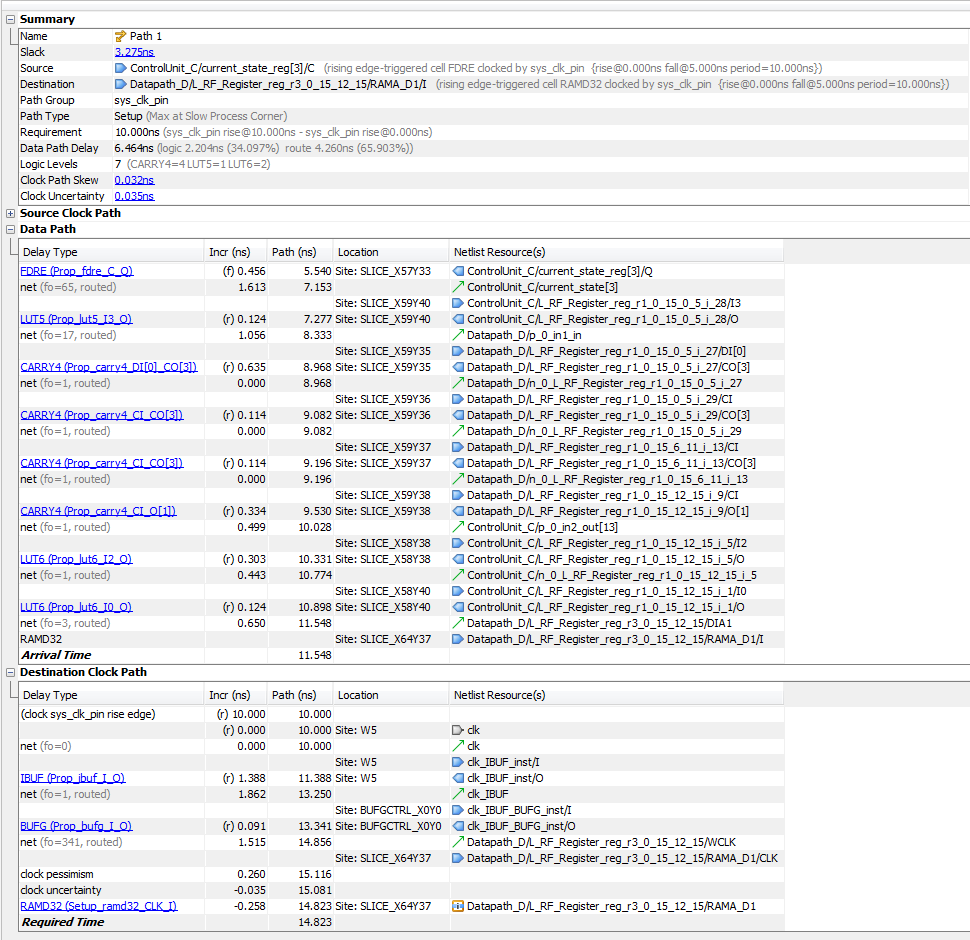 Summary
Name Path 1
Slack 3.275ns
Source ControlUnit_C/current_state_reg[3]/C (rising edge-triggered cell FDRE clocked by sys_clk_pin {rise@0.000ns fall@5.000ns period=10.000ns})
Destination Datapath_D/L_RF_Register_reg_r3_0_15_12_15/RAMA_D1/I (rising edge-triggered cell RAMD32 clocked by sys_clk_pin {rise@0.000ns fall@5.000ns period=10.000ns})
Path Group sys_clk_pin
Path Type Setup (Max at Slow Process Corner)
Requirement 10.000ns (sys_clk_pin rise@10.000ns - sys_clk_pin rise@0.000ns)
Data Path Delay 6.464ns (logic 2.204ns (34.097%) route 4.260ns (65.903%))
Logic Levels 7 (CARRY4=4 LUT5=1 LUT6=2)
Clock Path Skew 0.032ns
Clock Uncertainty 0.035ns
Source Clock Path
Data Path
Delay Type Incr (ns) Path (ns) Location Netlist Resource(s)
FDRE (Prop_fdre_C_Q) (f) 0.456 5.540 Site: SLICE_X57Y33 ControlUnit_C/current_state_reg[3]/Q
net (fo=65, routed) 1.613 7.153 ControlUnit_C/current_state[3]
Site: SLICE_X59Y40 ControlUnit_C/L_RF_Register_reg_r1_0_15_0_5_i_28/I3
LUT5 (Prop_lut5_I3_O) (r) 0.124 7.277 Site: SLICE_X59Y40 ControlUnit_C/L_RF_Register_reg_r1_0_15_0_5_i_28/O
net (fo=17, routed) 1.056 8.333 Datapath_D/p_0_in1_in
Site: SLICE_X59Y35 Datapath_D/L_RF_Register_reg_r1_0_15_0_5_i_27/DI[0]
CARRY4 (Prop_carry4_DI[0]_CO[3]) (r) 0.635 8.968 Site: SLICE_X59Y35 Datapath_D/L_RF_Register_reg_r1_0_15_0_5_i_27/CO[3]
net (fo=1, routed) 0.000 8.968 Datapath_D/n_0_L_RF_Register_reg_r1_0_15_0_5_i_27
Site: SLICE_X59Y36 Datapath_D/L_RF_Register_reg_r1_0_15_0_5_i_29/CI
CARRY4 (Prop_carry4_CI_CO[3]) (r) 0.114 9.082 Site: SLICE_X59Y36 Datapath_D/L_RF_Register_reg_r1_0_15_0_5_i_29/CO[3]
net (fo=1, routed) 0.000 9.082 Datapath_D/n_0_L_RF_Register_reg_r1_0_15_0_5_i_29
Site: SLICE_X59Y37 Datapath_D/L_RF_Register_reg_r1_0_15_6_11_i_13/CI
CARRY4 (Prop_carry4_CI_CO[3]) (r) 0.114 9.196 Site: SLICE_X59Y37 Datapath_D/L_RF_Register_reg_r1_0_15_6_11_i_13/CO[3]
net (fo=1, routed) 0.000 9.196 Datapath_D/n_0_L_RF_Register_reg_r1_0_15_6_11_i_13
Site: SLICE_X59Y38 Datapath_D/L_RF_Register_reg_r1_0_15_12_15_i_9/CI
CARRY4 (Prop_carry4_CI_O[1]) (r) 0.334 9.530 Site: SLICE_X59Y38 Datapath_D/L_RF_Register_reg_r1_0_15_12_15_i_9/O[1]
net (fo=1, routed) 0.499 10.028 ControlUnit_C/p_0_in2_out[13]
Site: SLICE_X58Y38 ControlUnit_C/L_RF_Register_reg_r1_0_15_12_15_i_5/I2
LUT6 (Prop_lut6_I2_O) (r) 0.303 10.331 Site: SLICE_X58Y38 ControlUnit_C/L_RF_Register_reg_r1_0_15_12_15_i_5/O
net (fo=1, routed) 0.443 10.774 ControlUnit_C/n_0_L_RF_Register_reg_r1_0_15_12_15_i_5
Site: SLICE_X58Y40 ControlUnit_C/L_RF_Register_reg_r1_0_15_12_15_i_1/I0
LUT6 (Prop_lut6_I0_O) (r) 0.124 10.898 Site: SLICE_X58Y40 ControlUnit_C/L_RF_Register_reg_r1_0_15_12_15_i_1/O
net (fo=3, routed) 0.650 11.548 Datapath_D/L_RF_Register_reg_r3_0_15_12_15/DIA1
RAMD32 Site: SLICE_X64Y37 Datapath_D/L_RF_Register_reg_r3_0_15_12_15/RAMA_D1/I
Arrival Time 11.548
Destination Clock Path
Delay Type Incr (ns) Path (ns) Location Netlist Resource(s)
(clock sys_clk_pin rise edge) (r) 10.000 10.000
(r) 0.000 10.000 Site: W5 clk
net (fo=0) 0.000 10.000 clk
Site: W5 clk_IBUF_inst/I
IBUF (Prop_ibuf_I_O) (r) 1.388 11.388 Site: W5 clk_IBUF_inst/O
net (fo=1, routed) 1.862 13.250 clk_IBUF
Site: BUFGCTRL_X0Y0 clk_IBUF_BUFG_inst/I
BUFG (Prop_bufg_I_O) (r) 0.091 13.341 Site: BUFGCTRL_X0Y0 clk_IBUF_BUFG_inst/O
net (fo=341, routed) 1.515 14.856 Datapath_D/L_RF_Register_reg_r3_0_15_12_15/WCLK
Site: SLICE_X64Y37 Datapath_D/L_RF_Register_reg_r3_0_15_12_15/RAMA_D1/CLK
clock pessimism 0.260 15.116
clock uncertainty -0.035 15.081
RAMD32 (Setup_ramd32_CLK_I) -0.258 14.823 Site: SLICE_X64Y37 Datapath_D/L_RF_Register_reg_r3_0_15_12_15/RAMA_D1
Required Time 14.823